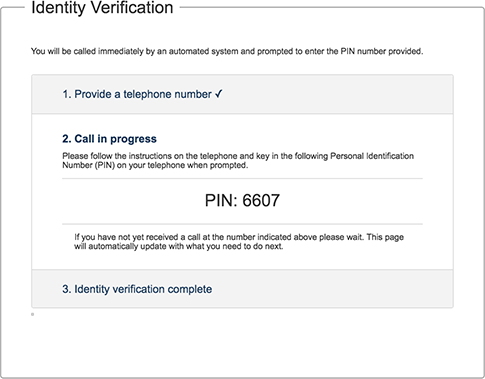 Identity Verification
You will be called immediately by an automated system and prompted to enter the PIN number provided.
1. Provide a telephone number ✓
2. Call in progress
Please follow the instructions on the telephone and key in the following Personal Identification
Number (PIN) on your telephone when prompted.
PIN: 6607
If you have not yet received a call at the number indicated above please wait. This page
will automatically update with what you need to do next.
3. Identity verification complete